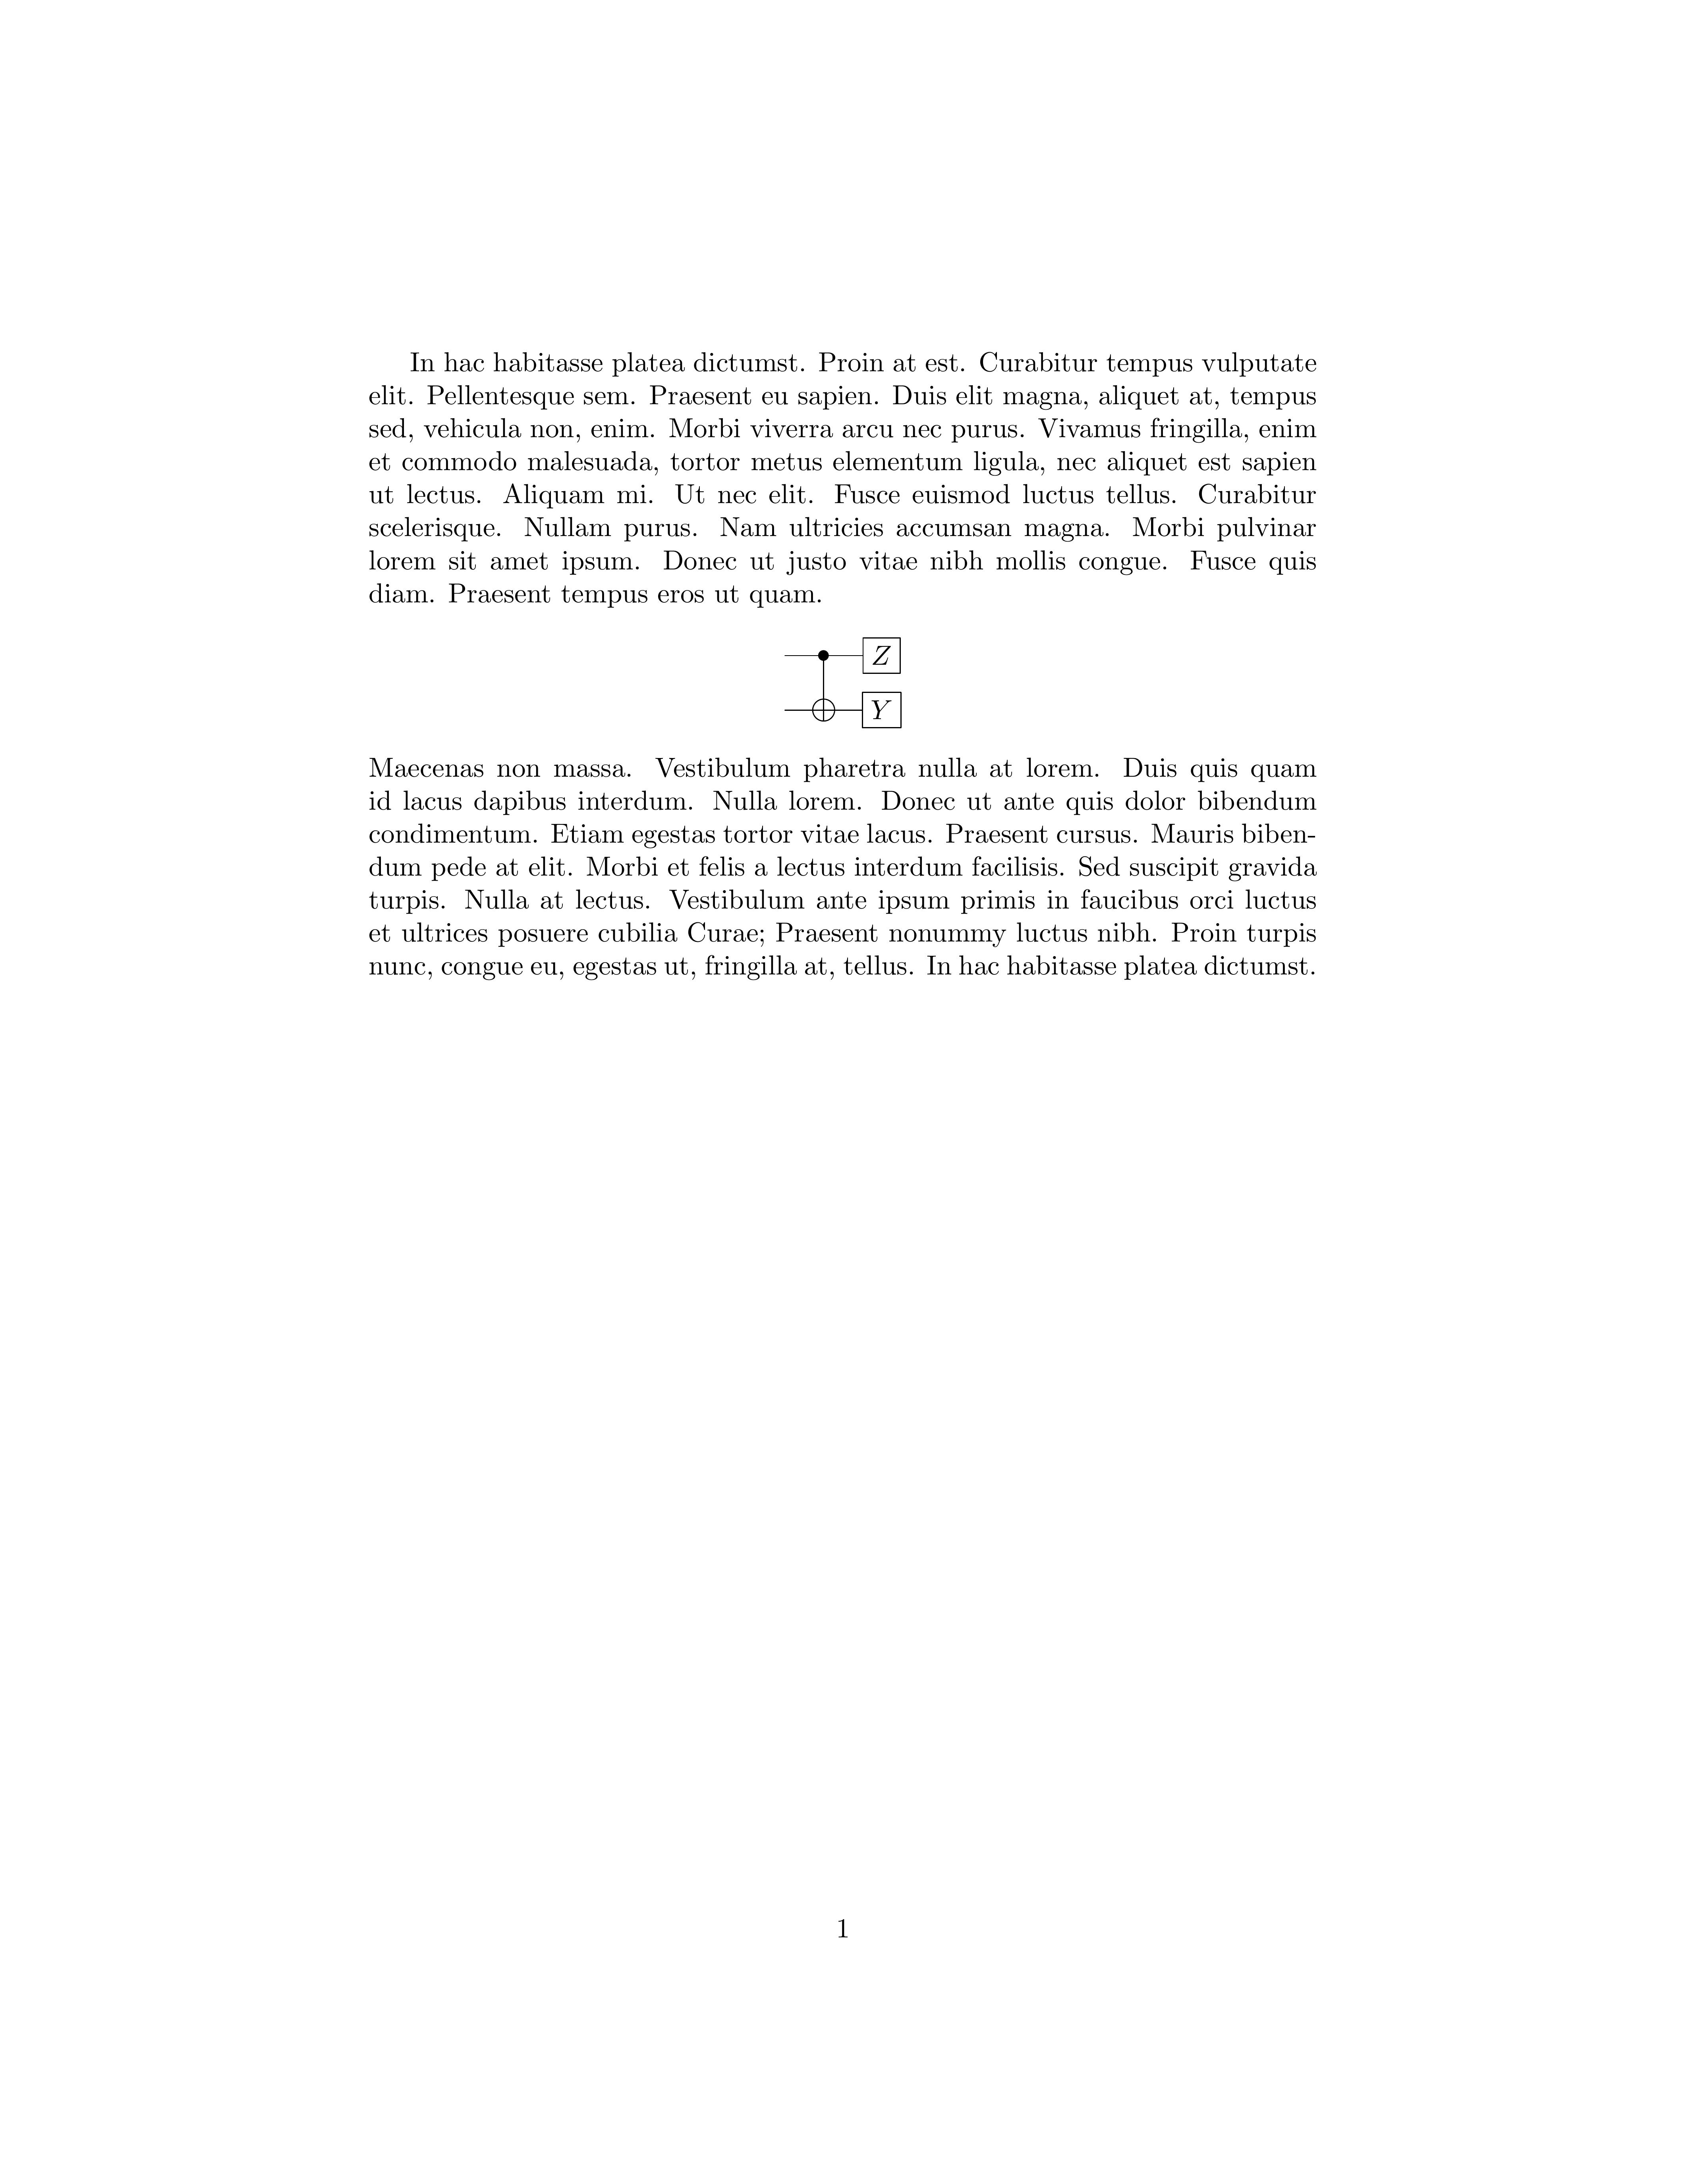 In hac habitasse platea dictumst. Proin at est. Curabitur tempus vulputate
elit. Pellentesque sem. Praesent eu sapien. Duis elit magna, aliquet at, tempus
sed, vehicula non, enim. Morbi viverra arcu nec purus. Vivamus fringilla, enim
et commodo malesuada, tortor metus elementum ligula, nec aliquet est sapien
ut lectus. Aliquam mi. Ut nec elit. Fusce euismod luctus tellus. Curabitur
scelerisque. Nullam purus. Nam ultricies accumsan magna. Morbi pulvinar
lorem sit amet ipsum. Donec ut justo vitae nibh mollis congue. Fusce quis
diam. Praesent tempus eros ut quam.
Z
Y
Maecenas non massa. Vestibulum pharetra nulla at lorem. Duis quis quam
id lacus dapibus interdum. Nulla lorem. Donec ut ante quis dolor bibendum
condimentum. Etiam egestas tortor vitae lacus. Praesent cursus. Mauris biben-
dum pede at elit. Morbi et felis a lectus interdum facilisis. Sed suscipit gravida
turpis. Nulla at lectus. Vestibulum ante ipsum primis in faucibus orci luctus
et ultrices posuere cubilia Curae; Praesent nonummy luctus nibh. Proin turpis
nunc, congue eu, egestas ut, fringilla at, tellus. In hac habitasse platea dictumst.
1